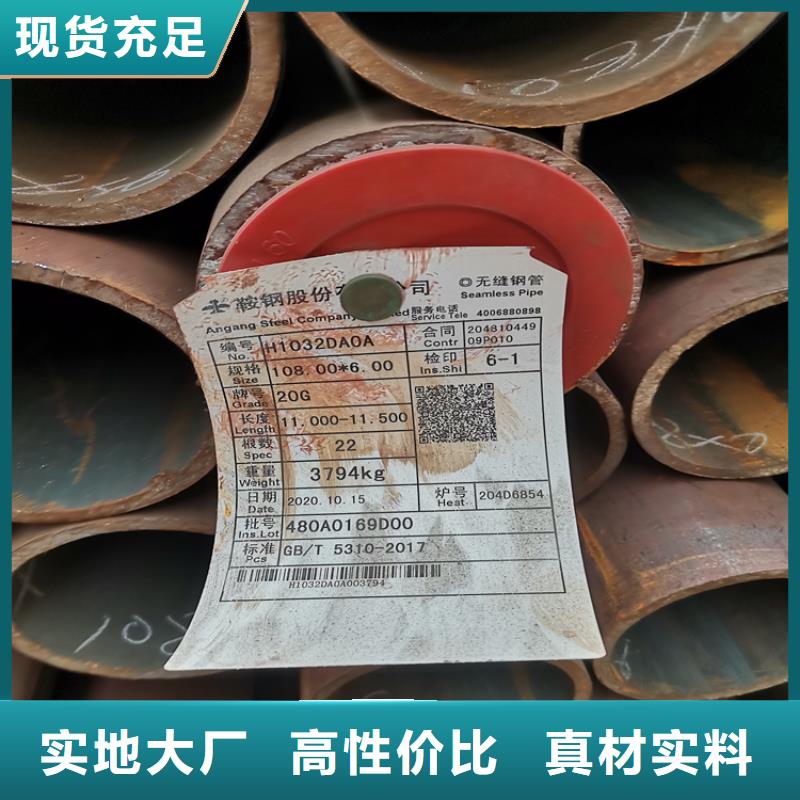 现货充足
鞍钢股份 公司 无缝钢管
Seamless Pipe
Angang Steel Company 服务电话
Service Tele 4006880898
编号 No. H1032DA0A 合同 Contr 204810449 09P010
规格 Size 108.00*6.00 检印 Ins.Shi 6-1
牌号 Grade 20G
长度 Length 11.000-11.500
根数 Spec 22
重量 Weight 3794kg
日期 Date 2020.10.15 炉号 Heat 204D6854
批号 Ins.Lot 480A0169D00
标准 Pcs GB/T 5310-2017
H1032DA0A003794
实地大厂 高性价比 真材实料